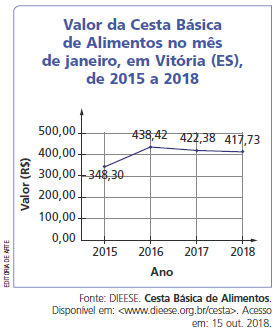 Valor da Cesta Básica
de Alimentos no mês
de janeiro, em Vitória (ES),
de 2015 a 2018
Valor (R$)
500,00
400,00
300,00
200,00
100,00
0,00
348,30
438,42
422,38
417,73
2015 2016 2017 2018
Ano
EDITORIA DE ARTE
Fonte: DIEESE. Cesta Básica de Alimentos.
Disponível em: <www.dieese.org.br/cesta>. Acesso
em: 15 out. 2018.